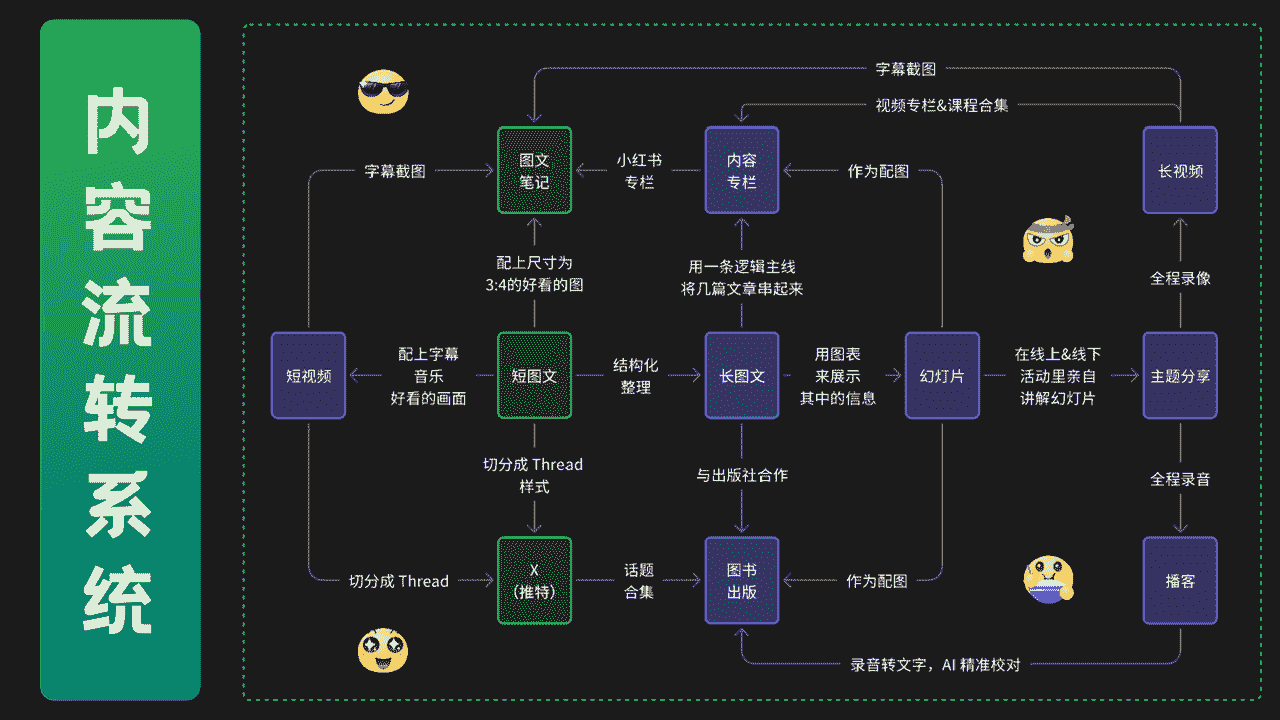 内
容
流
转
系
统
字幕截图
视频专栏&课程合集
字幕截图
图文
笔记
小红书
专栏
内容
专栏
作为配图
长视频
配上尺寸为
3:4的好看的图
用一条逻辑主线
将几篇文章串起来
全程录像
短视频
配上字幕
音乐
好看的画面
短图文
结构化
整理
长图文
用图表
来展示
其中的信息
幻灯片
在线上&线下
活动里亲自
讲解幻灯片
主题分享
切分成 Thread
样式
与出版社合作
全程录音
切分成 Thread
X
（推特）
话题
合集
图书
出版
作为配图
播客
录音转文字，AI 精准校对